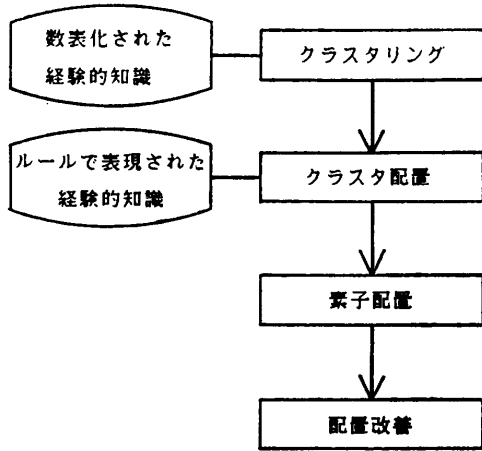 数表化された
経験的知識
クラスタリング
ルールで表現された
経験的知識
クラスタ配置
素子配置
配置改善